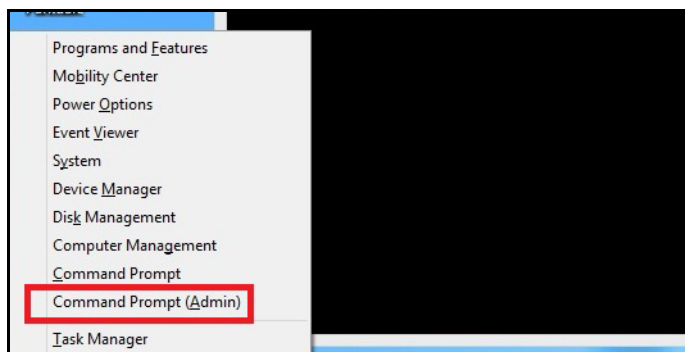 Programs and Features
Mobility Center
Power Options
Event Viewer
System
Device Manager
Disk Management
Computer Management
Command Prompt
Command Prompt (Admin)
Task Manager